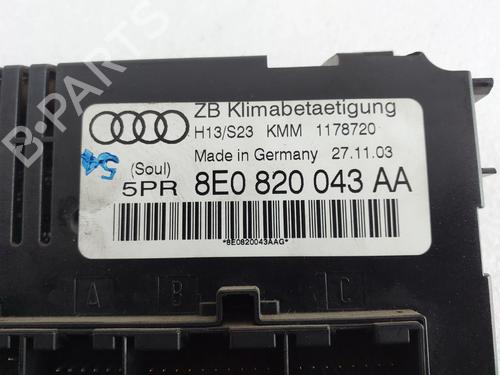 ZB Klimabetaetigung
H13/S23 KMM 1178720
Made in Germany 27.11.03
54
(Soul)
5PR 8E0 820 043 AA
*8E0820043AAG*
A B C
B-PARTS